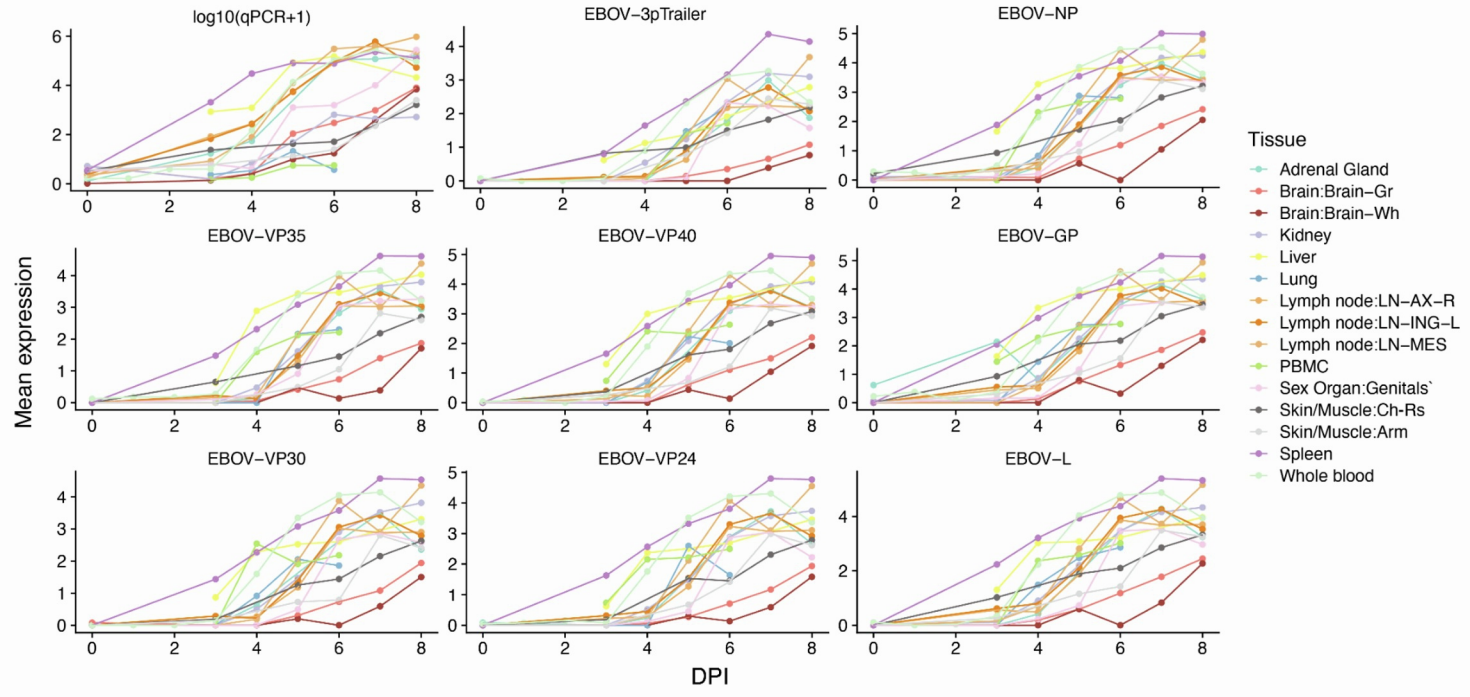 log10(qPCR+1)
EBOV−3pTrailer
EBOV−NP
6
4
2
0
0 2 4 6 8
4
3
2
1
0
0 2 4 6 8
5
4
3
2
1
0
0 2 4 6 8
EBOV−VP35
EBOV−VP40
EBOV−GP
4
3
2
1
0
0 2 4 6 8
5
4
3
2
1
0
0 2 4 6 8
5
4
3
2
1
0
0 2 4 6 8
EBOV−VP30
EBOV−VP24
EBOV−L
4
3
2
1
0
0 2 4 6 8
5
4
3
2
1
0
0 2 4 6 8
4
2
0
0 2 4 6 8
Mean expression
DPI
Tissue
Adrenal Gland
Brain:Brain−Gr
Brain:Brain−Wh
Kidney
Liver
Lung
Lymph node:LN−AX−R
Lymph node:LN−ING−L
Lymph node:LN−MES
PBMC
Sex Organ:Genitals`
Skin/Muscle:Ch-Rs
Skin/Muscle:Arm
Spleen
Whole blood